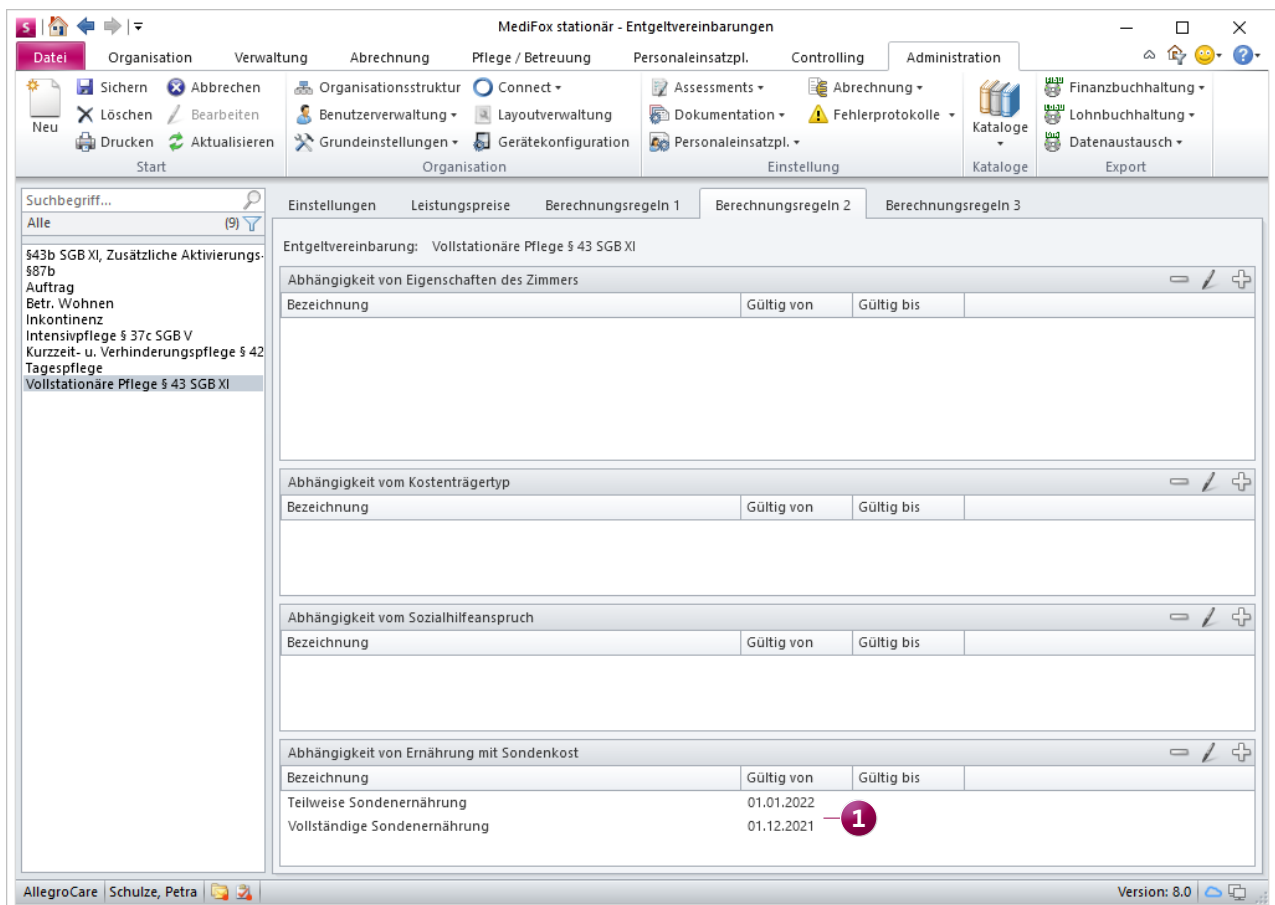 S
MediFox stationär - Entgeltvereinbarungen
Datei Organisation Verwaltung Abrechnung Pflege / Betreuung Personaleinsatzpl. Controlling Administration
Neu
Sichern Abbrechen
Löschen Bearbeiten
Drucken Aktualisieren
Start
Organisationsstruktur Connect
Benutzerverwaltung Layoutverwaltung
Grundeinstellungen Gerätekonfiguration
Organisation
Assessments Abrechnung
Dokumentation Fehlerprotokolle
Personaleinsatzpl.
Einstellung
Kataloge
Kataloge
Finanzbuchhaltung
Lohnbuchhaltung
Datenaustausch
Export
Suchbegriff...
Alle (9)
§43b SGB XI, Zusätzliche Aktivierungs-
§87b
Auftrag
Betr. Wohnen
Inkontinenz
Intensivpflege § 37c SGB V
Kurzzeit- u. Verhinderungspflege § 42
Tagespflege
Vollstationäre Pflege § 43 SGB XI
Einstellungen Leistungspreise Berechnungsregeln 1 Berechnungsregeln 2 Berechnungsregeln 3
Entgeltvereinbarung: Vollstationäre Pflege § 43 SGB XI
Abhängigkeit von Eigenschaften des Zimmers
Bezeichnung Gültig von Gültig bis
Abhängigkeit vom Kostenträgertyp
Bezeichnung Gültig von Gültig bis
Abhängigkeit vom Sozialhilfeanspruch
Bezeichnung Gültig von Gültig bis
Abhängigkeit von Ernährung mit Sondenkost
Bezeichnung Gültig von Gültig bis
Teilweise Sondenernährung 01.01.2022
Vollständige Sondenernährung 01.12.2021
1
AllegroCare Schulze, Petra Version: 8.0